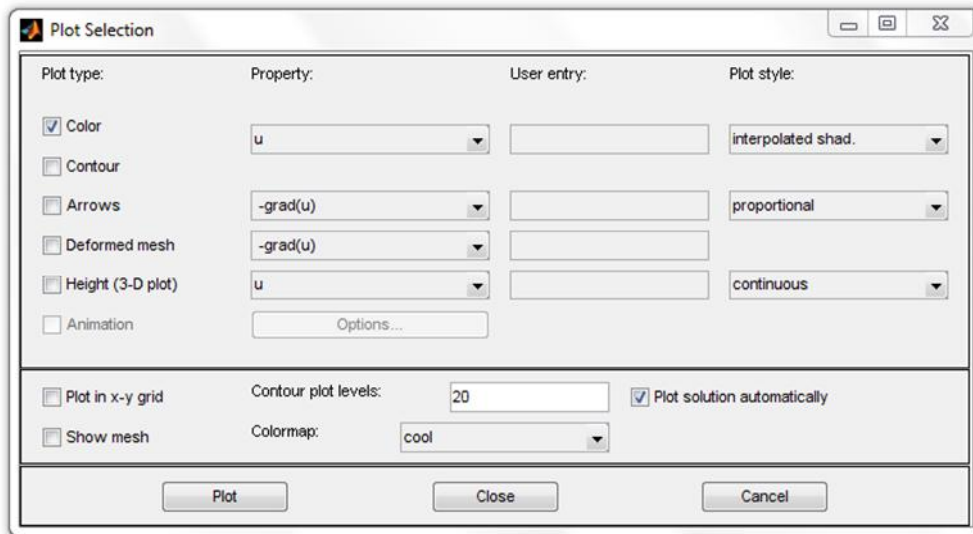 Plot Selection
Plot type: Property: User entry: Plot style:
Color u interpolated shad.
Contour
Arrows -grad(u) proportional
Deformed mesh -grad(u)
Height (3-D plot) u continuous
Animation Options...
Plot in x-y grid Contour plot levels: 20 Plot solution automatically
Show mesh Colormap: cool
Plot Close Cancel